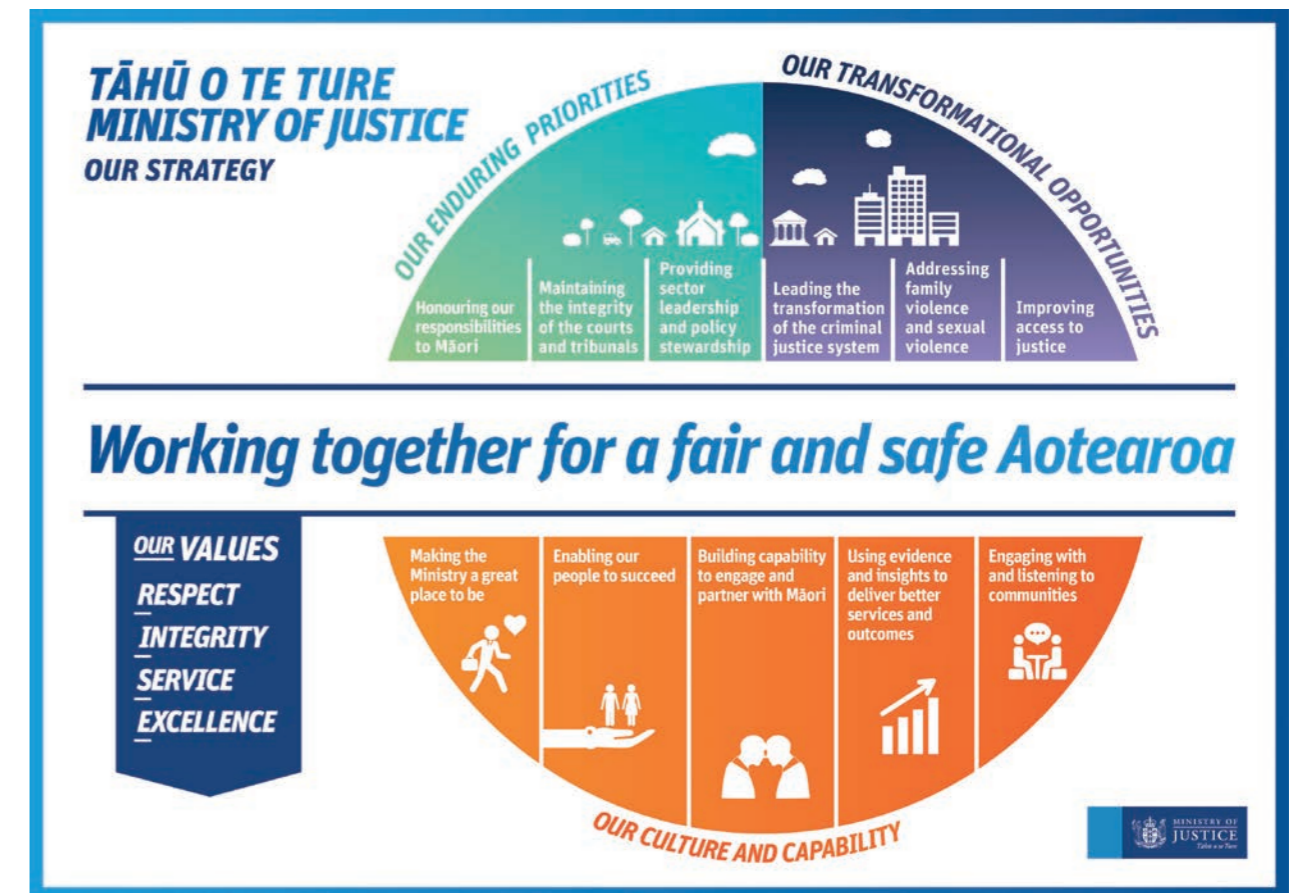 TĀHŪ O TE TURE
MINISTRY OF JUSTICE
OUR STRATEGY
OUR ENDURING PRIORITIES
OUR TRANSFORMATIONAL OPPORTUNITIES
Honouring our
responsibilities
to Māori
Maintaining
the integrity
of the courts
and tribunals
Providing
sector
leadership
and policy
stewardship
Leading the
transformation
of the criminal
justice system
Addressing
family
violence
and sexual
violence
Improving
access to
justice
Working together for a fair and safe Aotearoa
OUR VALUES
RESPECT
INTEGRITY
SERVICE
EXCELLENCE
Making the
Ministry a great
place to be
Enabling our
people to succeed
Building capability
to engage and
partner with Māori
Using evidence
and insights to
deliver better
services and
outcomes
Engaging with
and listening to
communities
OUR CULTURE AND CAPABILITY
MINISTRY OF
JUSTICE
Tāhū o te Ture